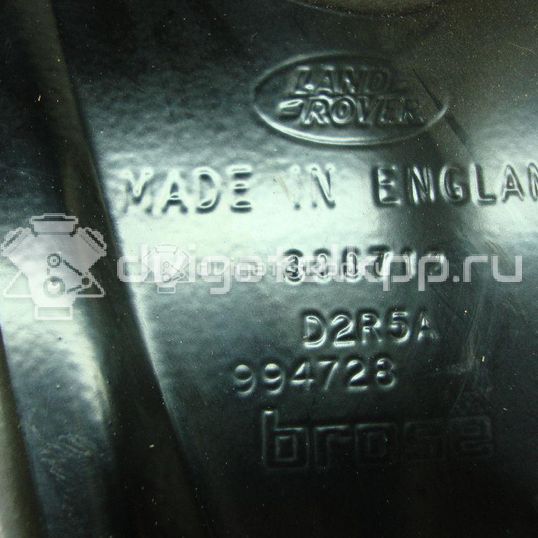 LAND
ROVER
MADE IN ENGLAN
D2R5A
994728
brose